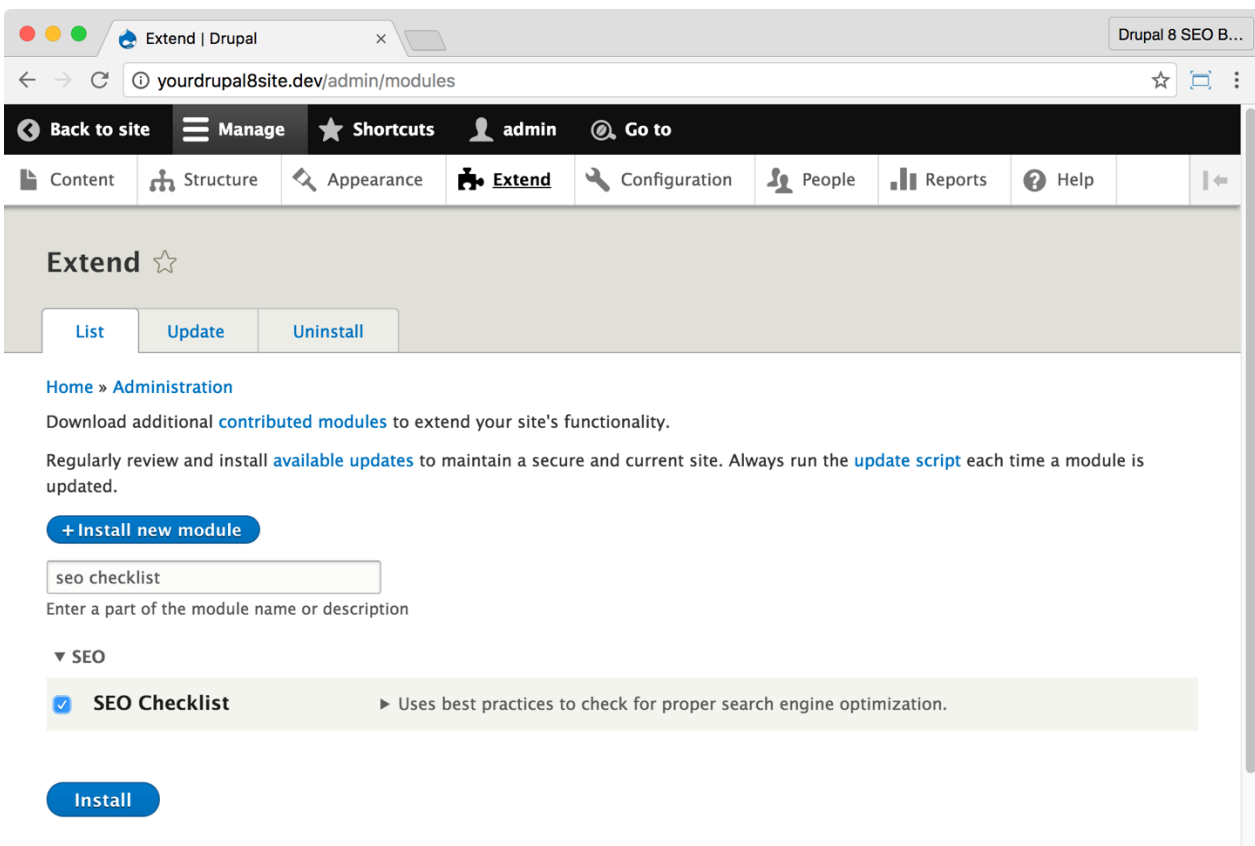 Extend | Drupal
Drupal 8 SEO B...
yourdrupal8site.dev/admin/modules
Back to site Manage Shortcuts admin Go to
Content Structure Appearance Extend Configuration People Reports Help
Extend
List Update Uninstall
Home » Administration
Download additional contributed modules to extend your site's functionality.
Regularly review and install available updates to maintain a secure and current site. Always run the update script each time a module is
updated.
+ Install new module
seo checklist
Enter a part of the module name or description
▼ SEO
SEO Checklist ▶ Uses best practices to check for proper search engine optimization.
Install